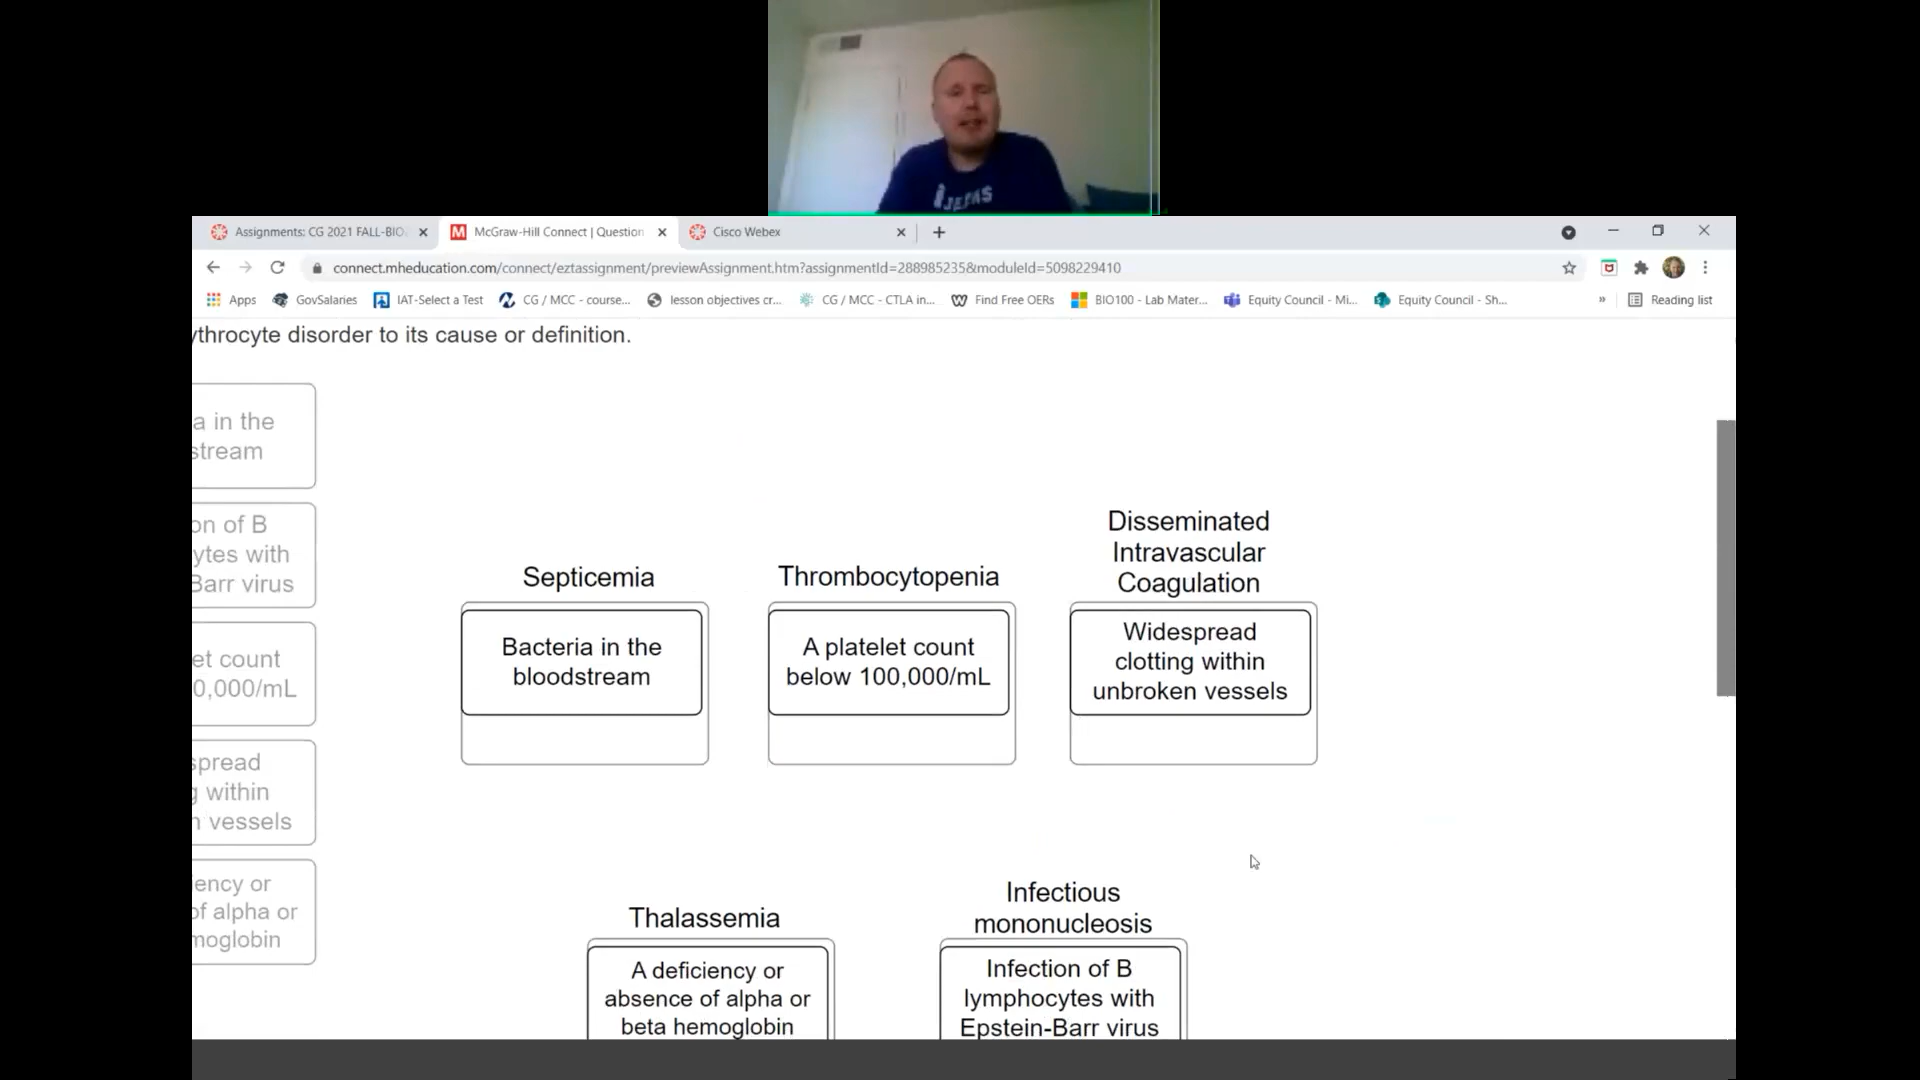 Assignments: CG 2021 FALL-BIO
McGraw-Hill Connect | Question
Cisco Webex
connect.mheducation.com/connect/eztassignment/previewAssignment.htm?assignmentId=288985235&moduleId=5098229410
Apps
GovSalaries
IAT-Select a Test
CG / MCC - course...
lesson objectives cr...
CG / MCC - CTLA in...
Find Free OERs
BIO100 - Lab Mater...
Equity Council - Mi...
Equity Council - Sh...
»
Reading list
ythrocyte disorder to its cause or definition.
a in the
stream
on of B
ytes with
Barr virus
et count
0,000/mL
spread
g within
n vessels
iency or
of alpha or
moglobin
Septicemia
Bacteria in the
bloodstream
Thrombocytopenia
A platelet count
below 100,000/mL
Disseminated
Intravascular
Coagulation
Widespread
clotting within
unbroken vessels
Thalassemia
A deficiency or
absence of alpha or
beta hemoglobin
Infectious
mononucleosis
Infection of B
lymphocytes with
Epstein-Barr virus